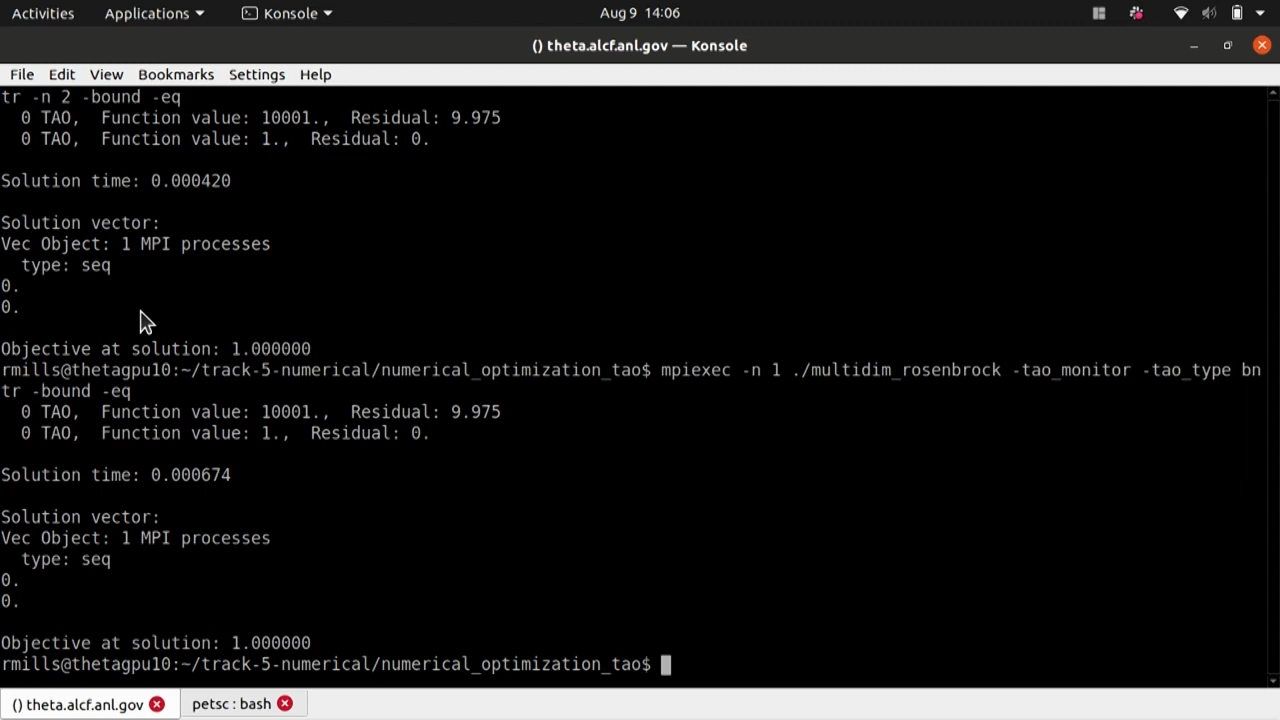 Activities Applications Konsole Aug 9 14:06
() theta.alcf.anl.gov — Konsole
File Edit View Bookmarks Settings Help
tr -n 2 -bound -eq
  0 TAO,  Function value: 10001.,  Residual: 9.975
  0 TAO,  Function value: 1.,  Residual: 0.
Solution time: 0.000420
Solution vector:
Vec Object: 1 MPI processes
  type: seq
0.
0.
Objective at solution: 1.000000
rmills@thetagpu10:~/track-5-numerical/numerical_optimization_tao$ mpiexec -n 1 ./multidim_rosenbrock -tao_monitor -tao_type bn
tr -bound -eq
  0 TAO,  Function value: 10001.,  Residual: 9.975
  0 TAO,  Function value: 1.,  Residual: 0.
Solution time: 0.000674
Solution vector:
Vec Object: 1 MPI processes
  type: seq
0.
0.
Objective at solution: 1.000000
rmills@thetagpu10:~/track-5-numerical/numerical_optimization_tao$
() theta.alcf.anl.gov petsc : bash